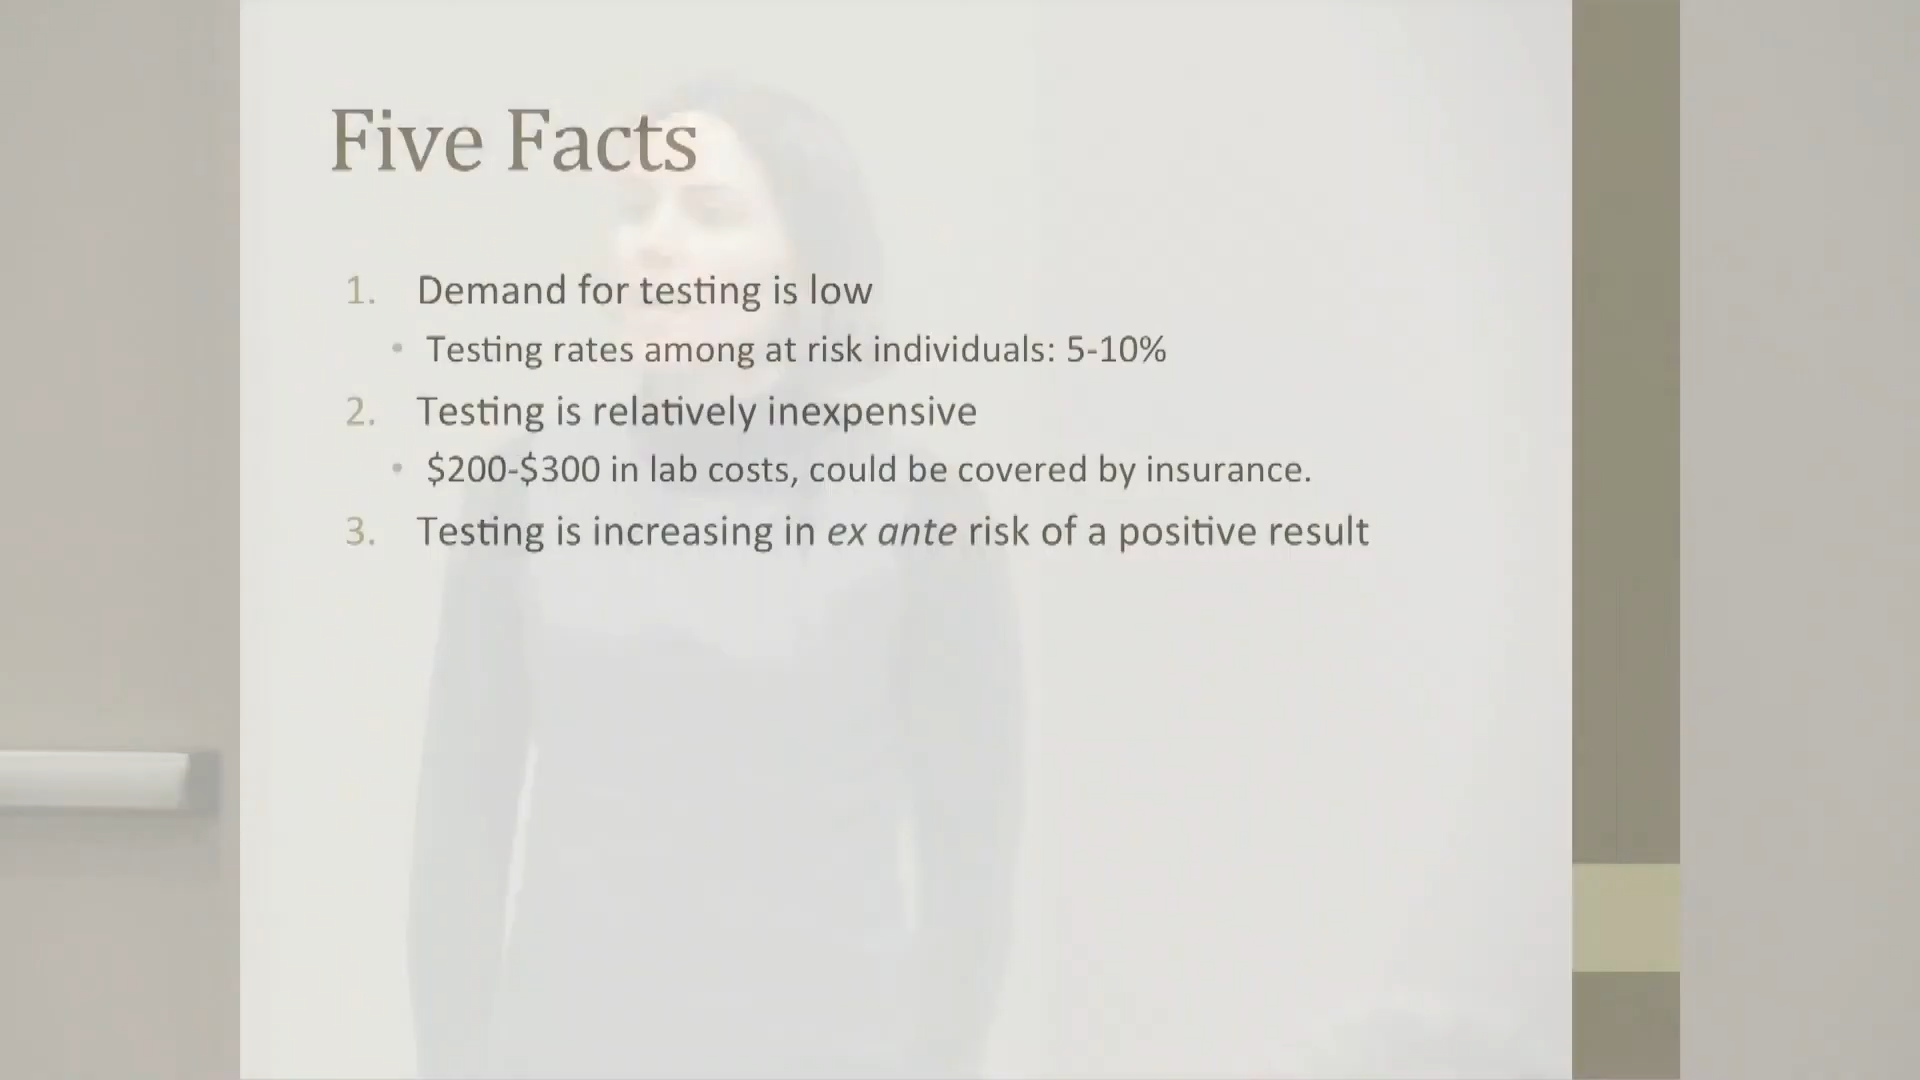 Five Facts
1. Demand for testing is low
• Testing rates among at risk individuals: 5-10%
2. Testing is relatively inexpensive
• $200-$300 in lab costs, could be covered by insurance.
3. Testing is increasing in ex ante risk of a positive result